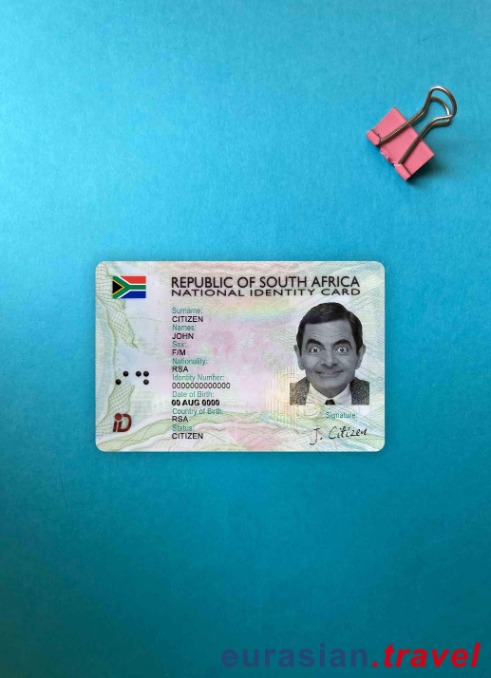 REPUBLIC OF SOUTH AFRICA
NATIONAL IDENTITY CARD
Surname:
CITIZEN
Names:
JOHN
Sex:
F/M
Nationality:
RSA
Identity Number:
0000000000000
Date of Birth:
00 AUG 0000
Country of Birth:
RSA
Status:
CITIZEN
Signature:
J. Citizen
iD
eurasian.travel